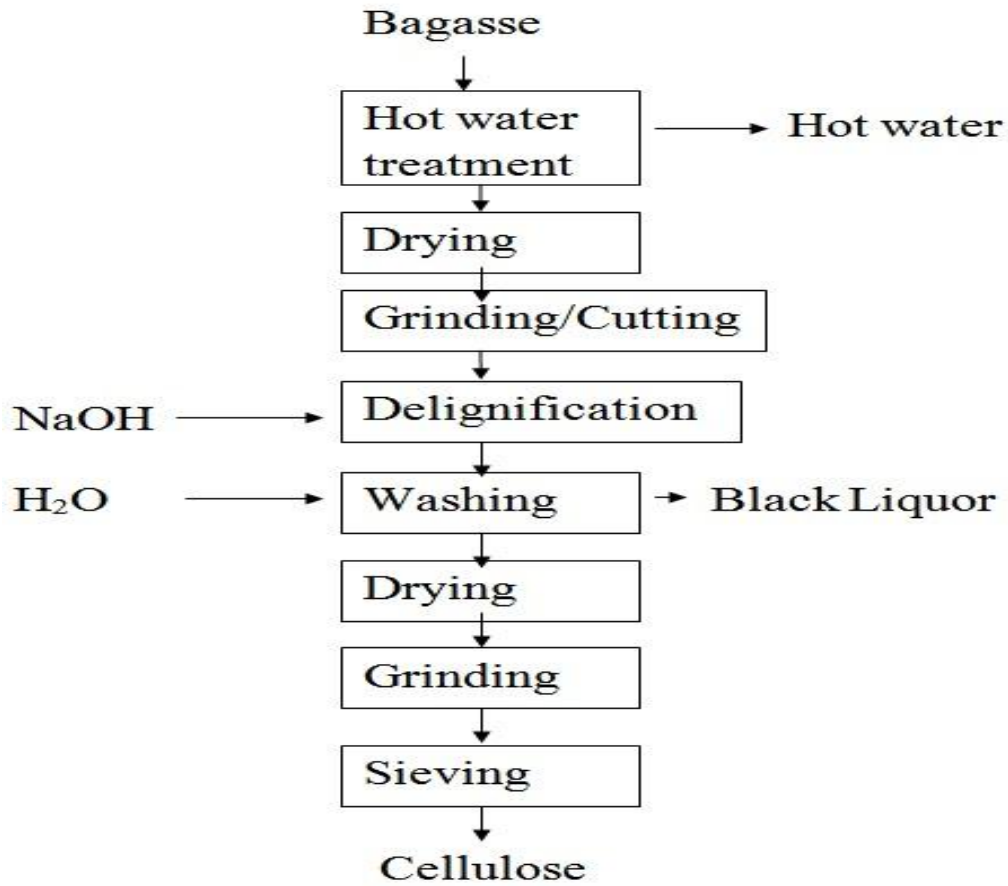 Bagasse
Hot water
treatment
Hot water
Drying
Grinding/Cutting
NaOH
Delignification
H₂O
Washing
Black Liquor
Drying
Grinding
Sieving
Cellulose